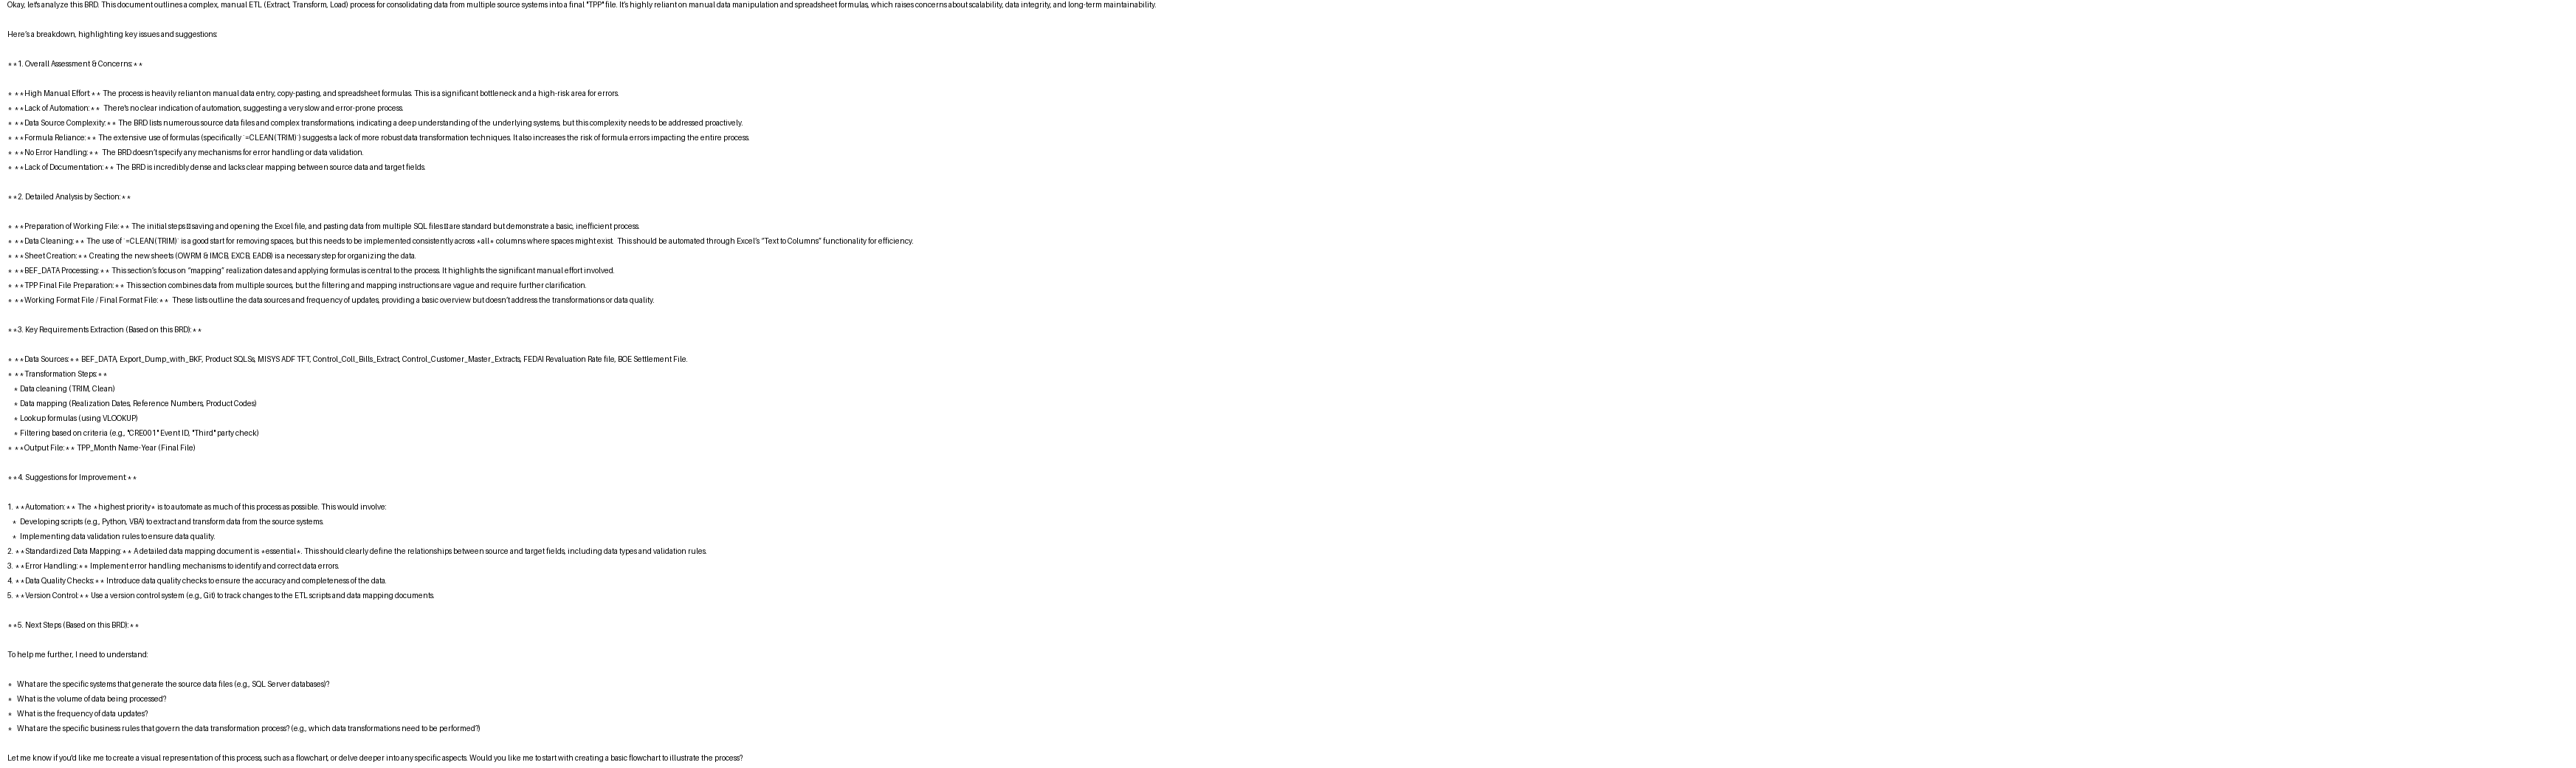 Okay, let's analyze this BRD. This document outlines a complex, manual ETL (Extract, Transform, Load) process for consolidating data from multiple source systems into a final "TPP" file. It's highly reliant on manual data manipulation and spreadsheet formulas, which raises concerns about scalability, data integrity, and long-term maintainability.
Here's a breakdown, highlighting key issues and suggestions:
**1. Overall Assessment & Concerns:**
* **High Manual Effort:** The process is heavily reliant on manual data entry, copy-pasting, and spreadsheet formulas. This is a significant bottleneck and a high-risk area for errors.
* **Lack of Automation:** There's no clear indication of automation, suggesting a very slow and error-prone process.
* **Data Source Complexity:** The BRD lists numerous source data files and complex transformations, indicating a deep understanding of the underlying systems, but this complexity needs to be addressed proactively.
* **Formula Reliance:** The extensive use of formulas (specifically `=CLEAN(TRIM)`) suggests a lack of more robust data transformation techniques. It also increases the risk of formula errors impacting the entire process.
* **No Error Handling:** The BRD doesn't specify any mechanisms for error handling or data validation.
* **Lack of Documentation:** The BRD is incredibly dense and lacks clear mapping between source data and target fields.
**2. Detailed Analysis by Section:**
* **Preparation of Working File:** The initial steps□saving and opening the Excel file, and pasting data from multiple SQL files□are standard but demonstrate a basic, inefficient process.
* **Data Cleaning:** The use of `=CLEAN(TRIM)` is a good start for removing spaces, but this needs to be implemented consistently across *all* columns where spaces might exist. This should be automated through Excel's "Text to Columns" functionality for efficiency.
* **Sheet Creation:** Creating the new sheets (OWRM & IMCB, EXCB, EADB) is a necessary step for organizing the data.
* **BEF_DATA Processing:** This section's focus on "mapping" realization dates and applying formulas is central to the process. It highlights the significant manual effort involved.
* **TPP Final File Preparation:** This section combines data from multiple sources, but the filtering and mapping instructions are vague and require further clarification.
* **Working Format File / Final Format File:** These lists outline the data sources and frequency of updates, providing a basic overview but doesn't address the transformations or data quality.
**3. Key Requirements Extraction (Based on this BRD):**
* **Data Sources:** BEF_DATA, Export_Dump_with_BKF, Product SQLSs, MISYS ADF TFT, Control_Coll_Bills_Extract, Control_Customer_Master_Extracts, FEDAI Revaluation Rate file, BOE Settlement File.
* **Transformation Steps:**
* Data cleaning (TRIM, Clean)
* Data mapping (Realization Dates, Reference Numbers, Product Codes)
* Lookup formulas (using VLOOKUP)
* Filtering based on criteria (e.g., "CRE001" Event ID, "Third" party check)
* **Output File:** TPP_Month Name-Year (Final File)
**4. Suggestions for Improvement:**
1. **Automation:** The *highest priority* is to automate as much of this process as possible. This would involve:
* Developing scripts (e.g., Python, VBA) to extract and transform data from the source systems.
* Implementing data validation rules to ensure data quality.
2. **Standardized Data Mapping:** A detailed data mapping document is *essential*. This should clearly define the relationships between source and target fields, including data types and validation rules.
3. **Error Handling:** Implement error handling mechanisms to identify and correct data errors.
4. **Data Quality Checks:** Introduce data quality checks to ensure the accuracy and completeness of the data.
5. **Version Control:** Use a version control system (e.g., Git) to track changes to the ETL scripts and data mapping documents.
**5. Next Steps (Based on this BRD):**
To help me further, I need to understand:
* What are the specific systems that generate the source data files (e.g., SQL Server databases)?
* What is the volume of data being processed?
* What is the frequency of data updates?
* What are the specific business rules that govern the data transformation process? (e.g., which data transformations need to be performed?)
Let me know if you'd like me to create a visual representation of this process, such as a flowchart, or delve deeper into any specific aspects. Would you like me to start with creating a basic flowchart to illustrate the process?